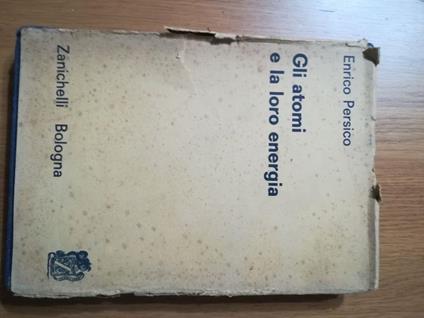 Enrico Persico
Gli atomi
e la loro energia
Zanichelli Bologna